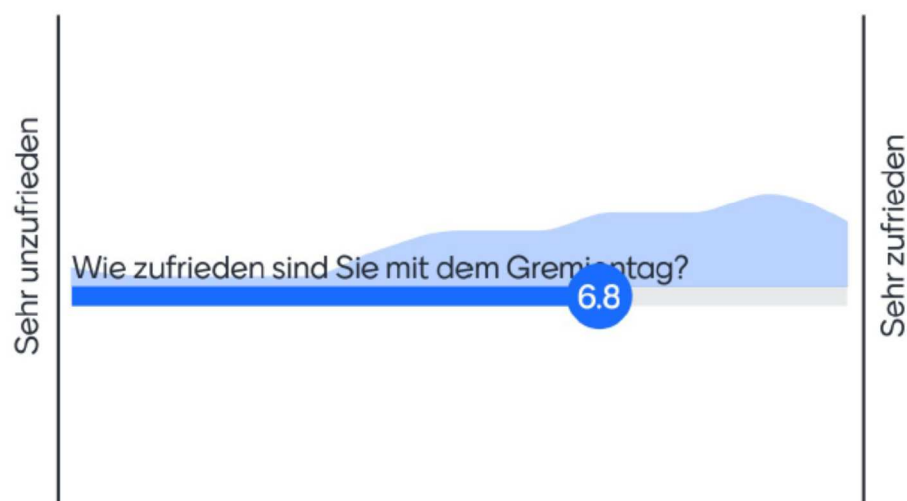 Sehr unzufrieden
Wie zufrieden sind Sie mit dem Gremientag?
6.8
Sehr zufrieden